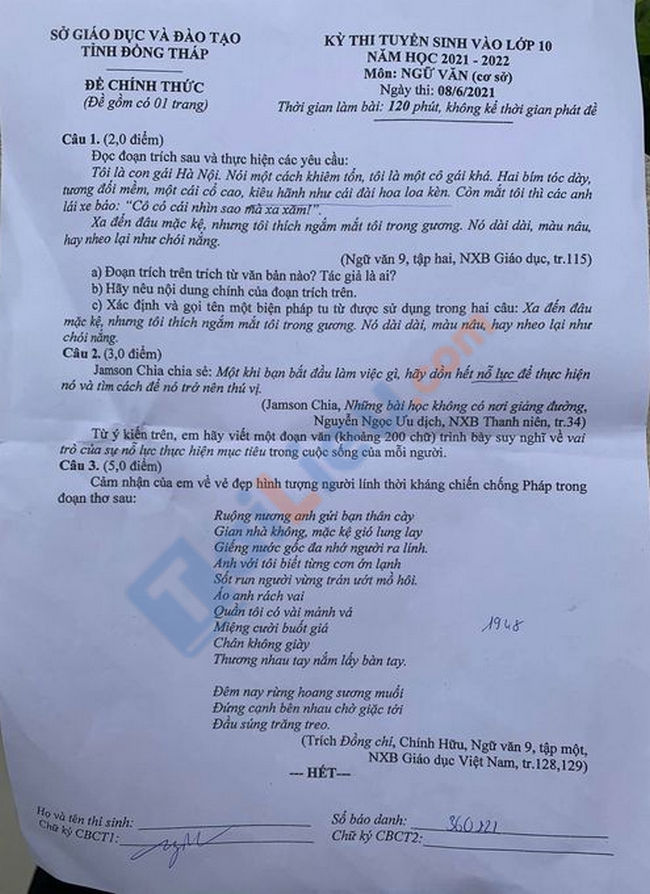 SỞ GIÁO DỤC VÀ ĐÀO TẠO
TỈNH ĐỒNG THÁP
ĐỀ CHÍNH THỨC
(Đề gồm có 01 trang)
KỲ THI TUYỂN SINH VÀO LỚP 10
NĂM HỌC 2021 - 2022
Môn: NGỮ VĂN (cơ sở)
Ngày thi: 08/6/2021
Thời gian làm bài: 120 phút, không kể thời gian phát đề
Câu 1. (2,0 điểm)
Đọc đoạn trích sau và thực hiện các yêu cầu:
Tôi là con gái Hà Nội. Nói một cách khiêm tốn, tôi là một cô gái khá. Hai bím tóc dày,
tương đối mềm, một cái cổ cao, kiêu hãnh như cái đài hoa loa kèn. Còn mắt tôi thì các anh
lái xe bảo: “Cô có cái nhìn sao mà xa xăm!”.
Xa đến đâu mặc kệ, nhưng tôi thích ngắm mắt tôi trong gương. Nó dài dài, màu nâu,
hay nheo lại như chói nắng.
(Ngữ văn 9, tập hai, NXB Giáo dục, tr.115)
a) Đoạn trích trên trích từ văn bản nào? Tác giả là ai?
b) Hãy nêu nội dung chính của đoạn trích trên.
c) Xác định và gọi tên một biện pháp tu từ được sử dụng trong hai câu: Xa đến đâu
mặc kệ, nhưng tôi thích ngắm mắt tôi trong gương. Nó dài dài, màu nâu, hay nheo lại như
chói nắng.
Câu 2. (3,0 điểm)
Jamson Chia chia sẻ: Một khi bạn bắt đầu làm việc gì, hãy dồn hết nỗ lực để thực hiện
nó và tìm cách để nó trở nên thú vị.
(Jamson Chia, Những bài học không có nơi giảng đường,
Nguyễn Ngọc Ưu dịch, NXB Thanh niên, tr.34)
Từ ý kiến trên, em hãy viết một đoạn văn (khoảng 200 chữ) trình bày suy nghĩ về vai
trò của sự nỗ lực thực hiện mục tiêu trong cuộc sống của mỗi người.
Câu 3. (5,0 điểm)
Cảm nhận của em về vẻ đẹp hình tượng người lính thời kháng chiến chống Pháp trong
đoạn thơ sau:
Ruộng nương anh gửi bạn thân cày
Gian nhà không, mặc kệ gió lung lay
Giếng nước gốc đa nhớ người ra lính.
Anh với tôi biết từng cơn ớn lạnh
Sốt run người vừng trán ướt mồ hôi.
Áo anh rách vai
Quần tôi có vài mảnh vá
Miệng cười buốt giá
Chân không giày
Thương nhau tay nắm lấy bàn tay.
1948
Đêm nay rừng hoang sương muối
Đứng cạnh bên nhau chờ giặc tới
Đầu súng trăng treo.
(Trích Đồng chí, Chính Hữu, Ngữ văn 9, tập một,
NXB Giáo dục Việt Nam, tr.128,129)
--- HẾT---
Họ và tên thí sinh:
Số báo danh: 360121
Chữ ký CBCT1:
Chữ ký CBCT2:
TaiLieu.com